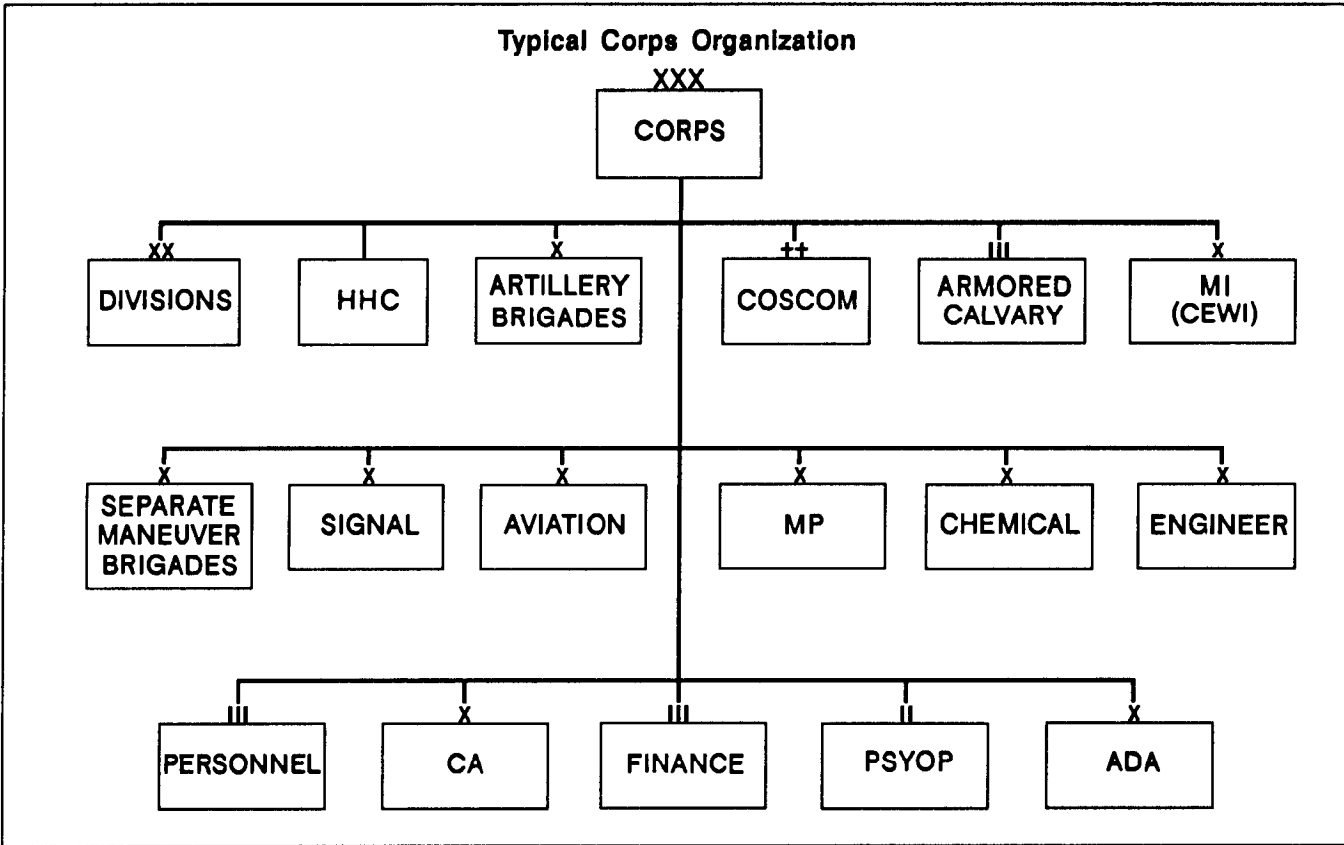 Typical Corps Organization
XXX
CORPS
XX
DIVISIONS
HHC
X
ARTILLERY
BRIGADES
++
COSCOM
III
ARMORED
CALVARY
X
MI
(CEWI)
X
SEPARATE
MANEUVER
BRIGADES
X
SIGNAL
X
AVIATION
X
MP
X
CHEMICAL
X
ENGINEER
III
PERSONNEL
X
CA
III
FINANCE
II
PSYOP
X
ADA